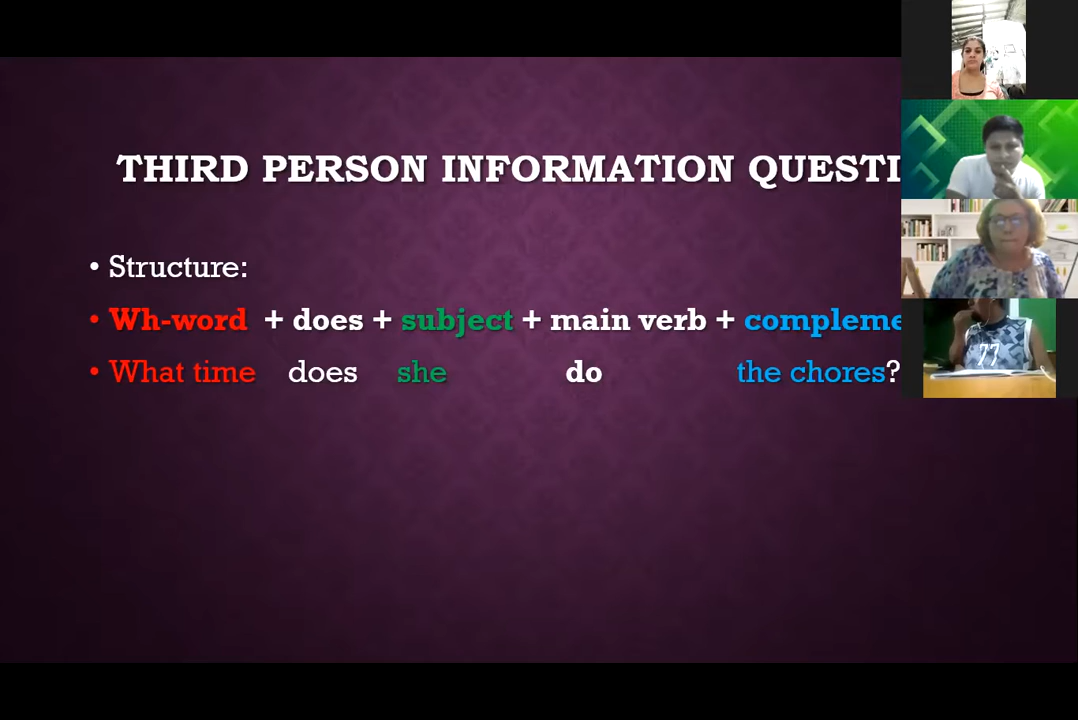 THIRD PERSON INFORMATION QUESTI
• Structure:
• Wh-word + does + subject + main verb + compleme
• What time does she do the chores?
77